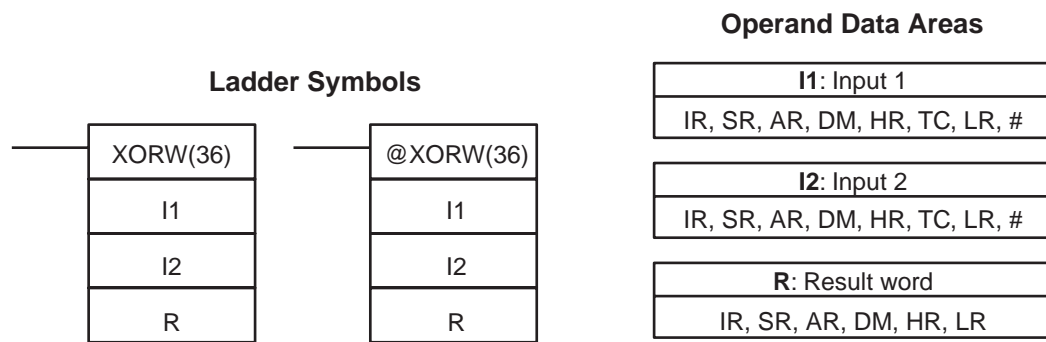 Ladder Symbols
XORW(36)
I1
I2
R
@XORW(36)
I1
I2
R
Operand Data Areas
I1: Input 1
IR, SR, AR, DM, HR, TC, LR, #
I2: Input 2
IR, SR, AR, DM, HR, TC, LR, #
R: Result word
IR, SR, AR, DM, HR, LR